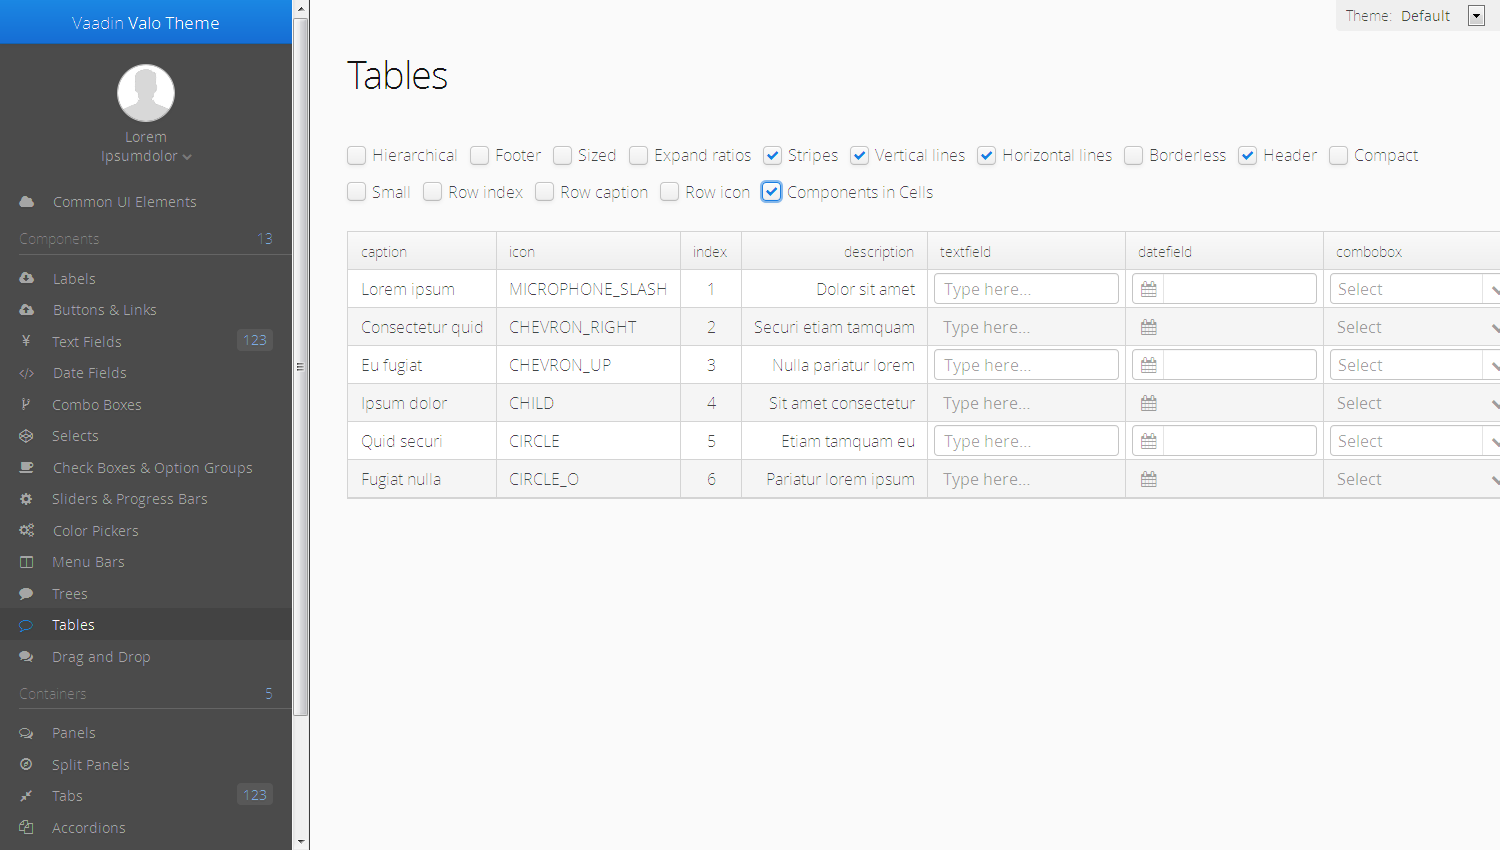 Vaadin Valo Theme
Lorem
Ipsumdolor
Common UI Elements
Components 13
Labels
Buttons & Links
Text Fields 123
Date Fields
Combo Boxes
Selects
Check Boxes & Option Groups
Sliders & Progress Bars
Color Pickers
Menu Bars
Trees
Tables
Drag and Drop
Containers 5
Panels
Split Panels
Tabs 123
Accordions
Theme: Default
Tables
Hierarchical Footer Sized Expand ratios Stripes Vertical lines Horizontal lines Borderless Header Compact
Small Row index Row caption Row icon Components in Cells
caption icon index description textfield datefield combobox
Lorem ipsum MICROPHONE_SLASH 1 Dolor sit amet Type here... Select
Consectetur quid CHEVRON_RIGHT 2 Securi etiam tamquam Type here... Select
Eu fugiat CHEVRON_UP 3 Nulla pariatur lorem Type here... Select
Ipsum dolor CHILD 4 Sit amet consectetur Type here... Select
Quid securi CIRCLE 5 Etiam tamquam eu Type here... Select
Fugiat nulla CIRCLE_O 6 Pariatur lorem ipsum Type here... Select